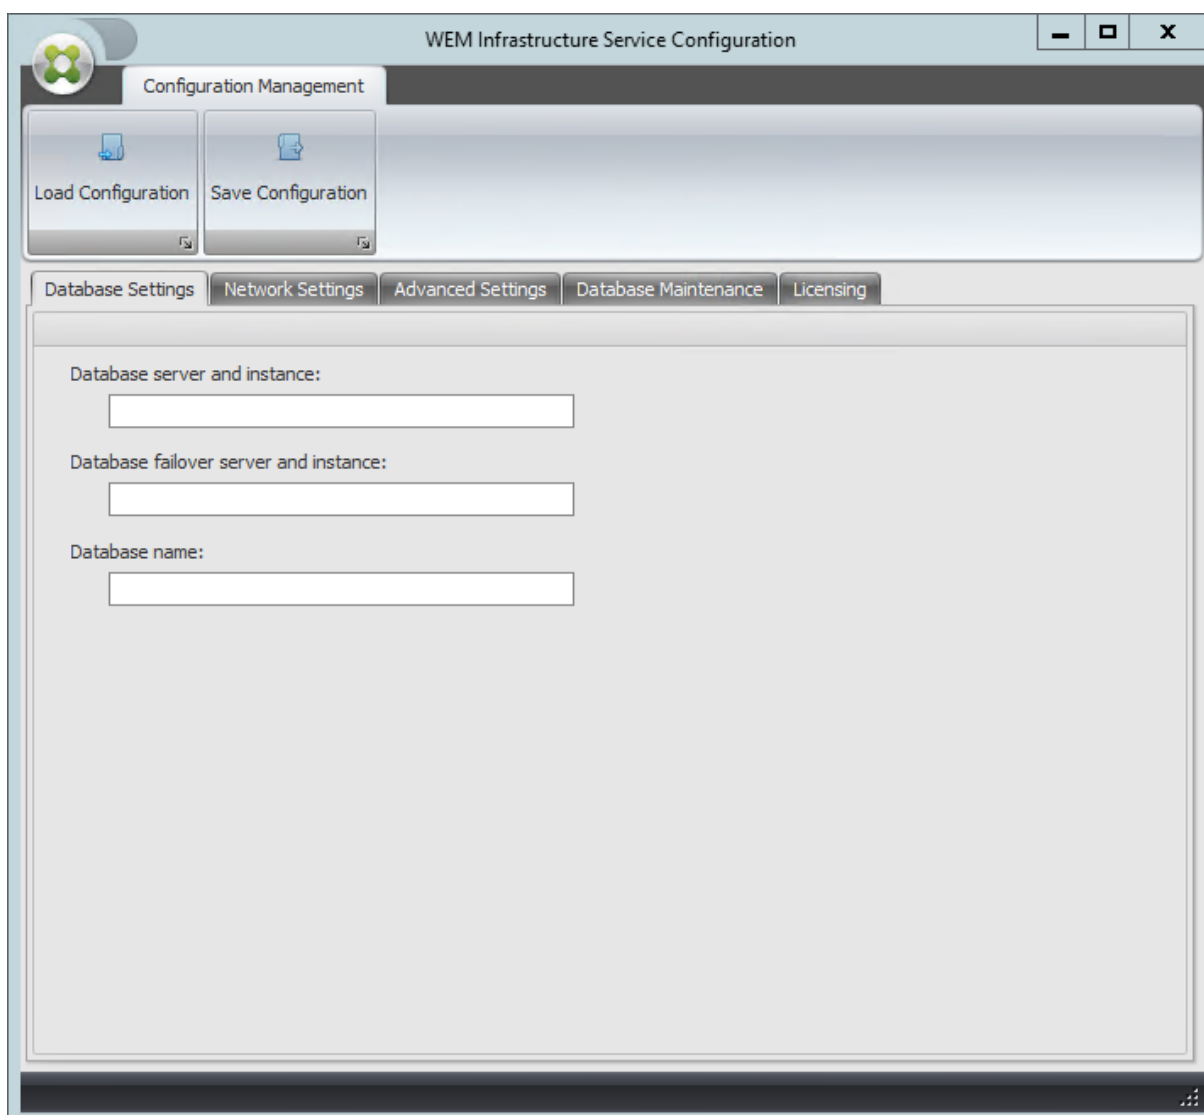 WEM Infrastructure Service Configuration
Configuration Management
Load Configuration Save Configuration
Database Settings Network Settings Advanced Settings Database Maintenance Licensing
Database server and instance:
Database failover server and instance:
Database name: